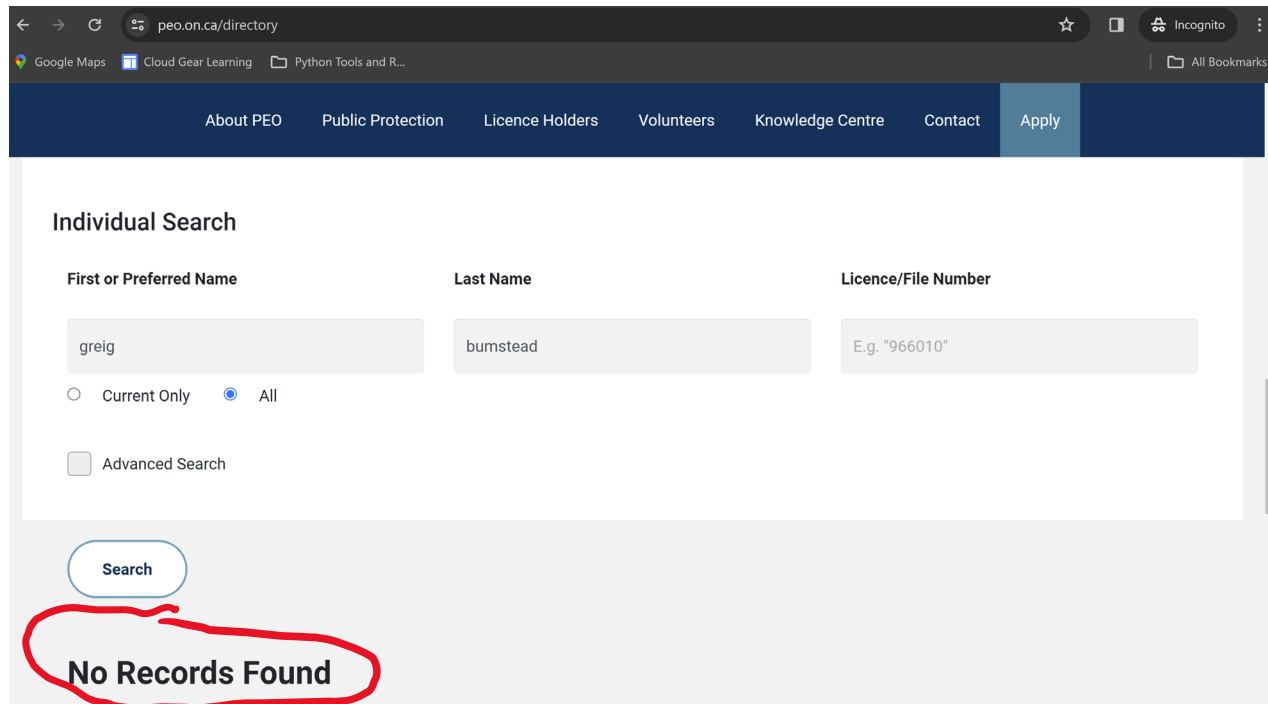 peo.on.ca/directory
Incognito
Google Maps Cloud Gear Learning Python Tools and R... All Bookmarks
About PEO Public Protection Licence Holders Volunteers Knowledge Centre Contact Apply
Individual Search
First or Preferred Name Last Name Licence/File Number
greig bumstead E.g. "966010"
Current Only All
Advanced Search
Search
No Records Found